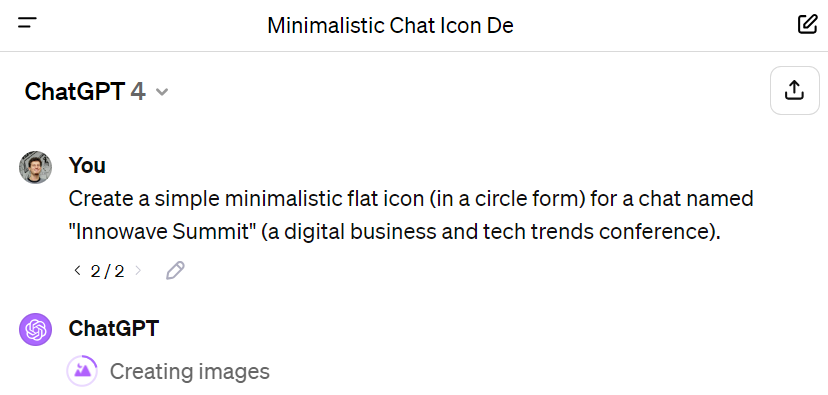 Minimalistic Chat Icon De
ChatGPT 4
You
Create a simple minimalistic flat icon (in a circle form) for a chat named
"Innowave Summit" (a digital business and tech trends conference).
2 / 2
ChatGPT
Creating images